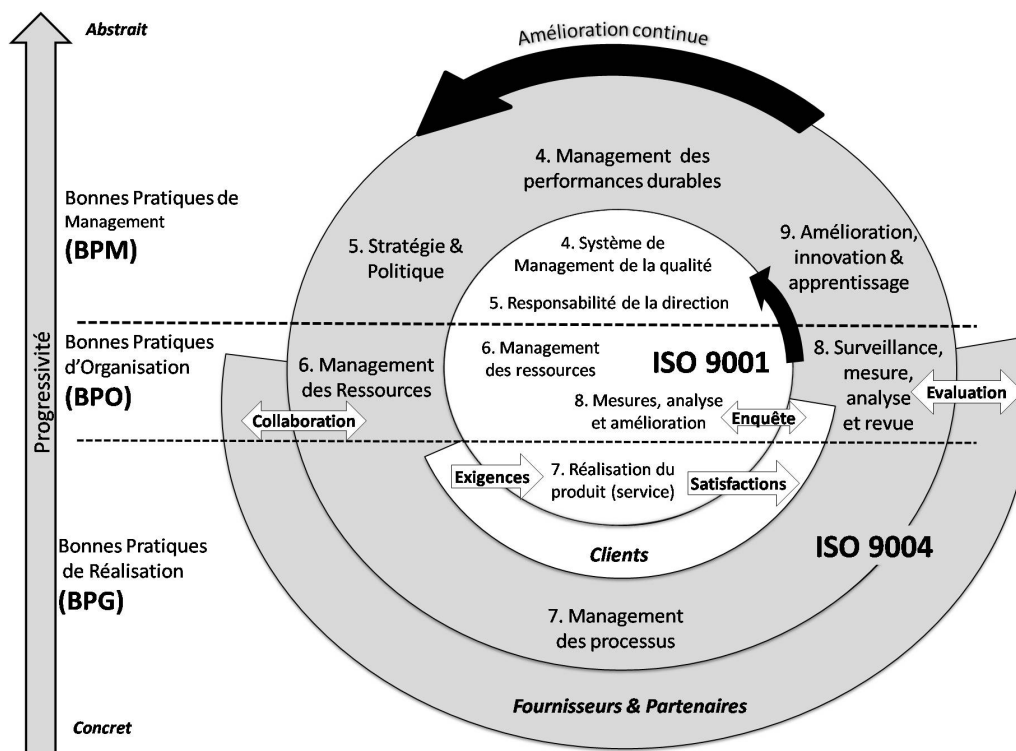 Abstrait
Amélioration continue
4. Management des
performances durables
Bonnes Pratiques de
Management
(BPM)
5. Stratégie &
Politique
4. Système de
Management de la qualité
9. Amélioration,
innovation &
apprentissage
5. Responsabilité de la direction
Progressivité
Bonnes Pratiques
d'Organisation
(BPO)
6. Management
des Ressources
6. Management
des ressources
ISO 9001
8. Surveillance,
mesure,
analyse
et revue
Evaluation
Collaboration
8. Mesures, analyse
et amélioration
Enquête
Exigences
7. Réalisation du
produit (service)
Satisfactions
Bonnes Pratiques
de Réalisation
(BPG)
Clients
ISO 9004
7. Management
des processus
Fournisseurs & Partenaires
Concret